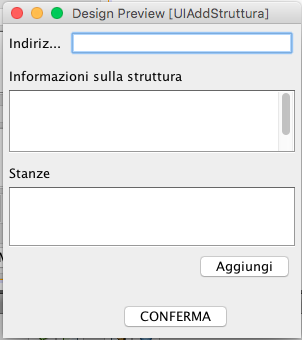 Design Preview [UIAddStruttura]
Indiriz...
Informazioni sulla struttura
Stanze
Aggiungi
CONFERMA